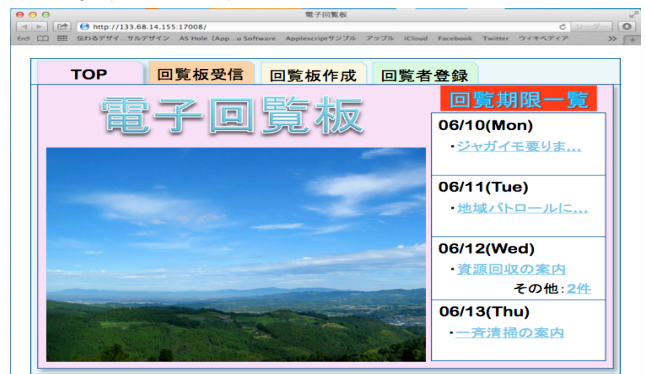 電子回覧板
http://133.68.14.155:17008/
リーダー
伝わるデザイ...サルデザイン AS Hole (App...u Software Applescriptサンプル アップル iCloud Facebook Twitter ウィキペディア
TOP 回覧板受信 回覧板作成 回覧者登録
電子回覧板
回覧期限一覧
06/10(Mon)
・ジャガイモ要りま...
06/11(Tue)
・地域パトロールに...
06/12(Wed)
・資源回収の案内
その他:2件
06/13(Thu)
・一斉清掃の案内